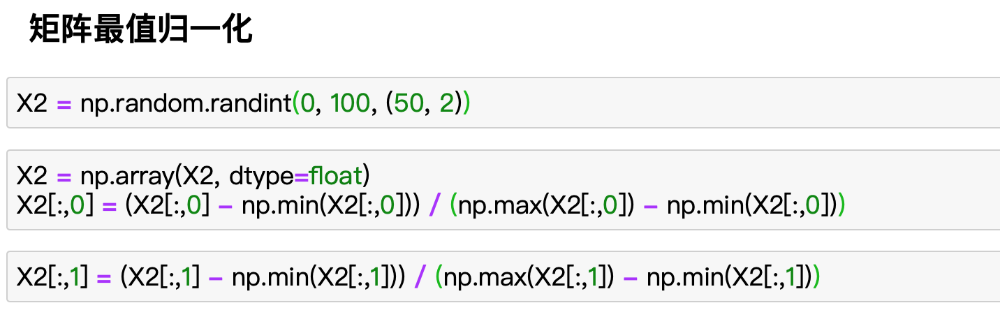 矩阵最值归一化
X2 = np.random.randint(0, 100, (50, 2))
X2 = np.array(X2, dtype=float)
X2[:,0] = (X2[:,0] - np.min(X2[:,0])) / (np.max(X2[:,0]) - np.min(X2[:,0]))
X2[:,1] = (X2[:,1] - np.min(X2[:,1])) / (np.max(X2[:,1]) - np.min(X2[:,1]))